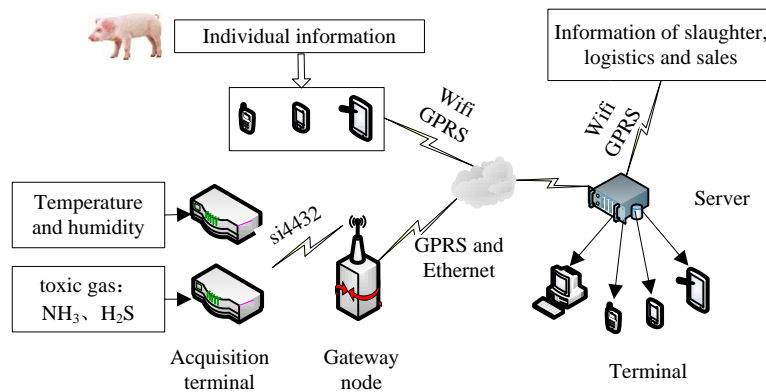 Individual information
Information of slaughter,
logistics and sales
Wifi
GPRS
Wifi
GPRS
Temperature
and humidity
si4432
Server
GPRS and
Ethernet
toxic gas：
NH₃、H₂S
Acquisition
terminal
Gateway
node
Terminal